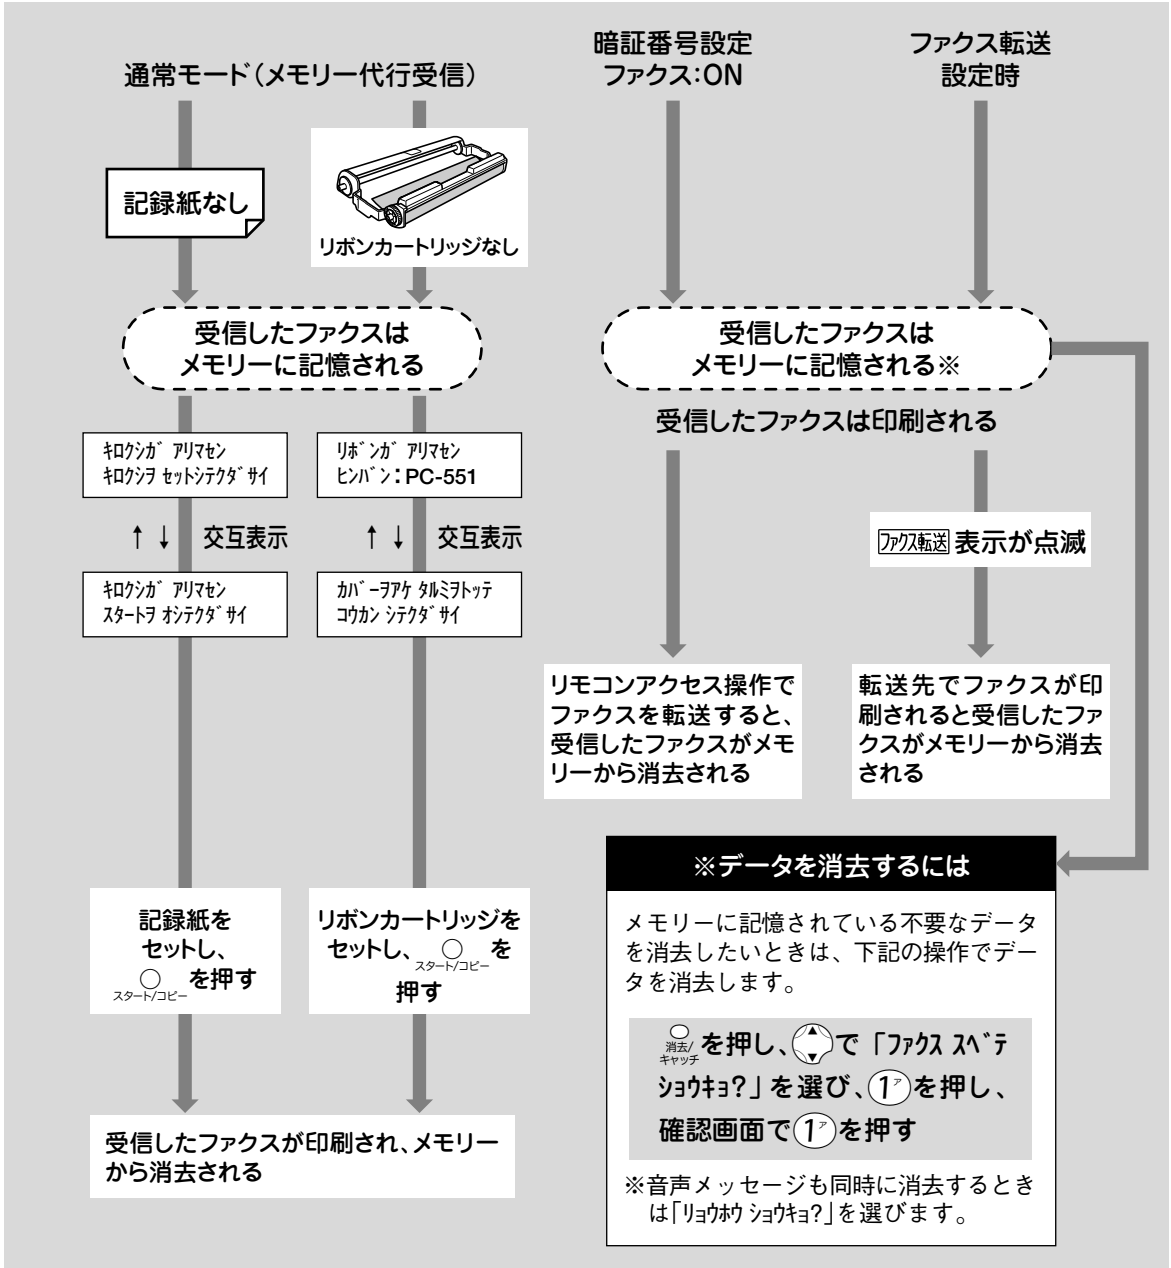 通常モード（メモリー代行受信）
記録紙なし
リボンカートリッジなし
受信したファクスは
メモリーに記憶される
ｷﾛｸｼｶﾞ ｱﾘﾏｾﾝ
ｷﾛｸｼｦ ｾｯﾄｼﾃｸﾀﾞｻｲ
↑ ↓ 交互表示
ｷﾛｸｼｶﾞ ｱﾘﾏｾﾝ
ｽﾀｰﾄｦ ｵｼﾃｸﾀﾞｻｲ
記録紙を
セットし、
スタート/コピー を押す
ﾘﾎﾞﾝｶﾞ ｱﾘﾏｾﾝ
ﾋﾝﾊﾞﾝ：PC-551
↑ ↓ 交互表示
ｶﾊﾞｰｦｱｹ ﾀﾙﾐｦﾄｯﾃ
ｺｳｶﾝ ｼﾃｸﾀﾞｻｲ
リボンカートリッジを
セットし、 スタート/コピー を
押す
受信したファクスが印刷され、メモリー
から消去される
暗証番号設定
ファクス：ON
ファクス転送
設定時
受信したファクスは
メモリーに記憶される※
受信したファクスは印刷される
ﾌｧｸｽ転送 表示が点滅
リモコンアクセス操作で
ファクスを転送すると、
受信したファクスがメモ
リーから消去される
転送先でファクスが印
刷されると受信したファ
クスがメモリーから消去
される
※データを消去するには
メモリーに記憶されている不要なデータ
を消去したいときは、下記の操作でデー
タを消去します。
消去/キャッチ を押し、▲▼で「ﾌｧｸｽ ｽﾍﾞﾃ
ｼｮｳｷｮ?」を選び、1ァを押し、
確認画面で1ァを押す
※音声メッセージも同時に消去するとき
は「ﾘｮｳﾎｳ ｼｮｳｷｮ?」を選びます。